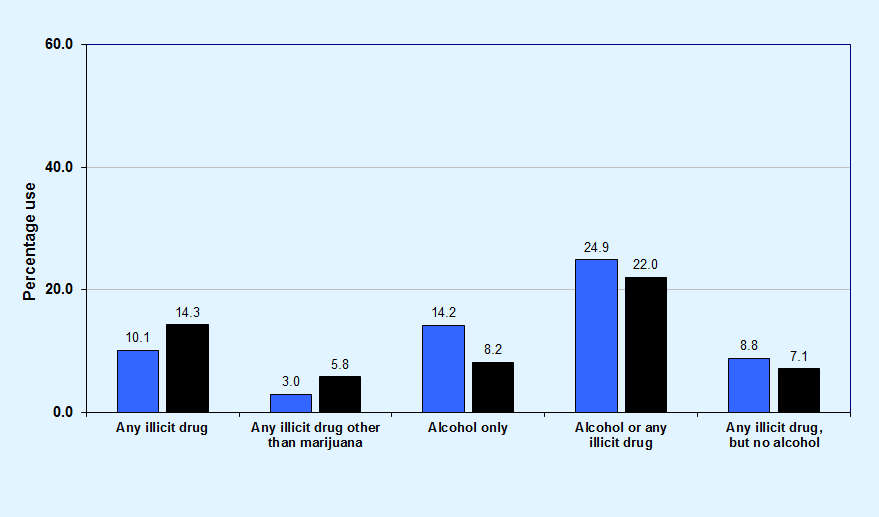 60.0
40.0
20.0
0.0
Percentage use
10.1
14.3
3.0
5.8
14.2
8.2
24.9
22.0
8.8
7.1
Any illicit drug
Any illicit drug other
than marijuana
Alcohol only
Alcohol or any
illicit drug
Any illicit drug,
but no alcohol